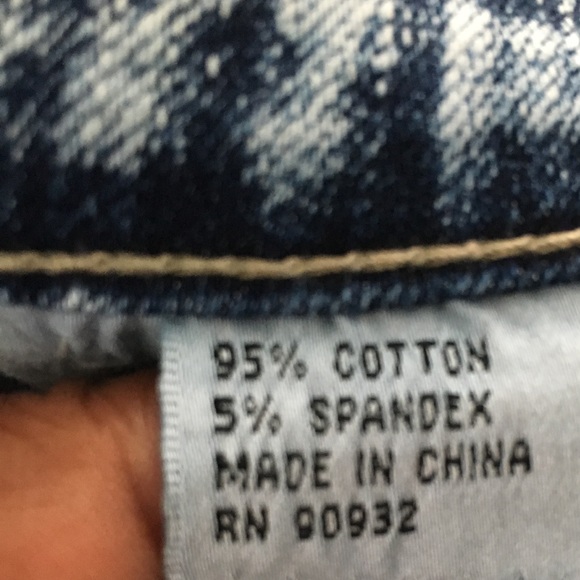 95% COTTON
5% SPANDEX
MADE IN CHINA
RN 90932